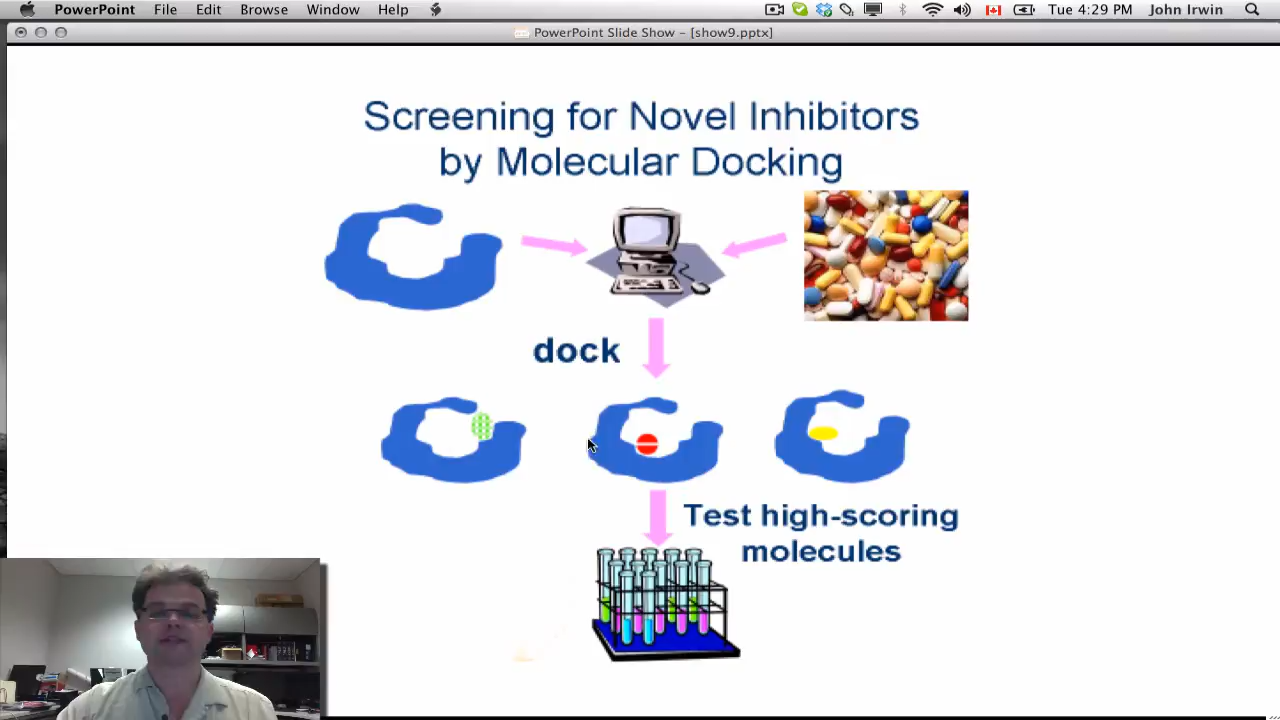 PowerPoint File Edit Browse Window Help Tue 4:29 PM John Irwin
PowerPoint Slide Show – [show9.pptx]
Screening for Novel Inhibitors
by Molecular Docking
dock
Test high-scoring
molecules